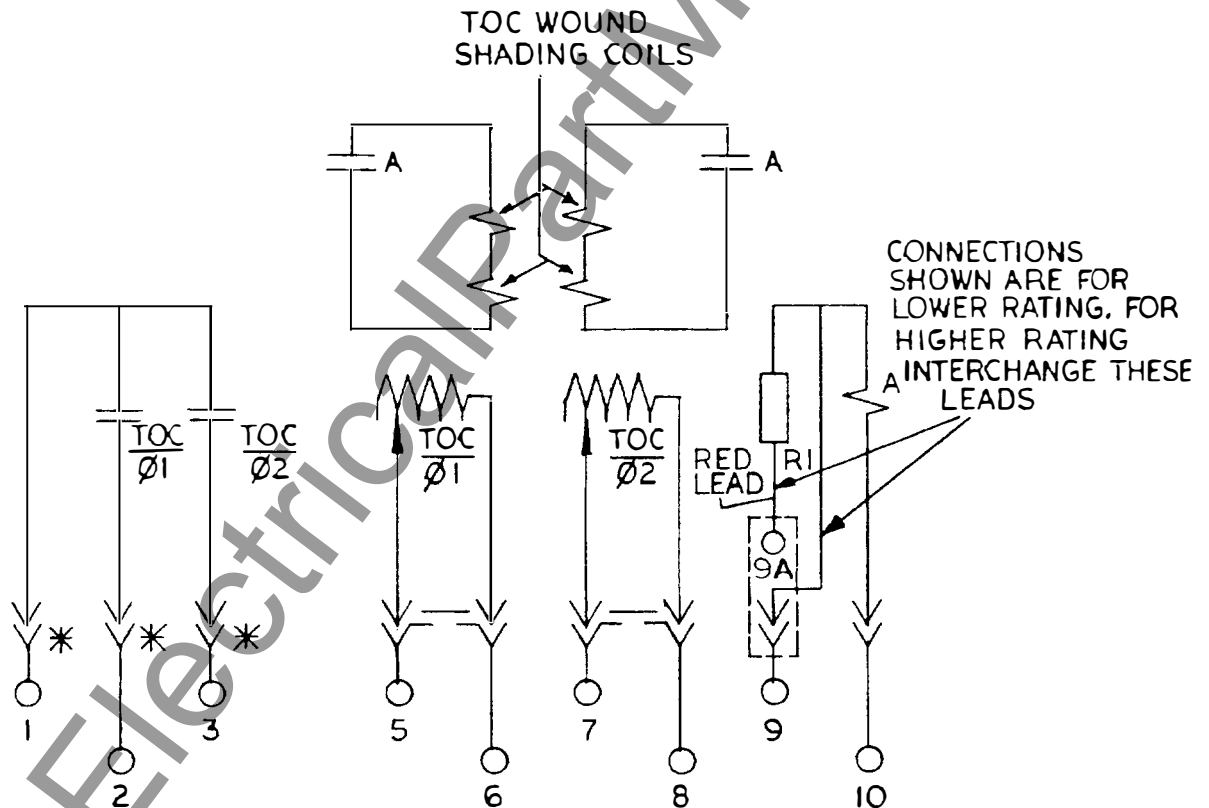 TOC WOUND
SHADING COILS
A
A
CONNECTIONS
SHOWN ARE FOR
LOWER RATING. FOR
HIGHER RATING
INTERCHANGE THESE
LEADS
A
TOC
Ø1
TOC
Ø2
TOC
Ø1
TOC
Ø2
RED
LEAD
R1
9A
1
2
3
5
6
7
8
9
10
ElectricalPartM